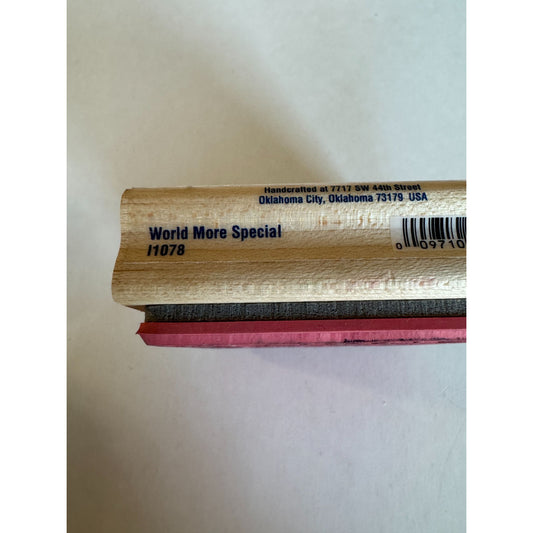 Handcrafted at 7717 SW 44th Street
Oklahoma City, Oklahoma 73179 USA
World More Special
I1078
0 09710